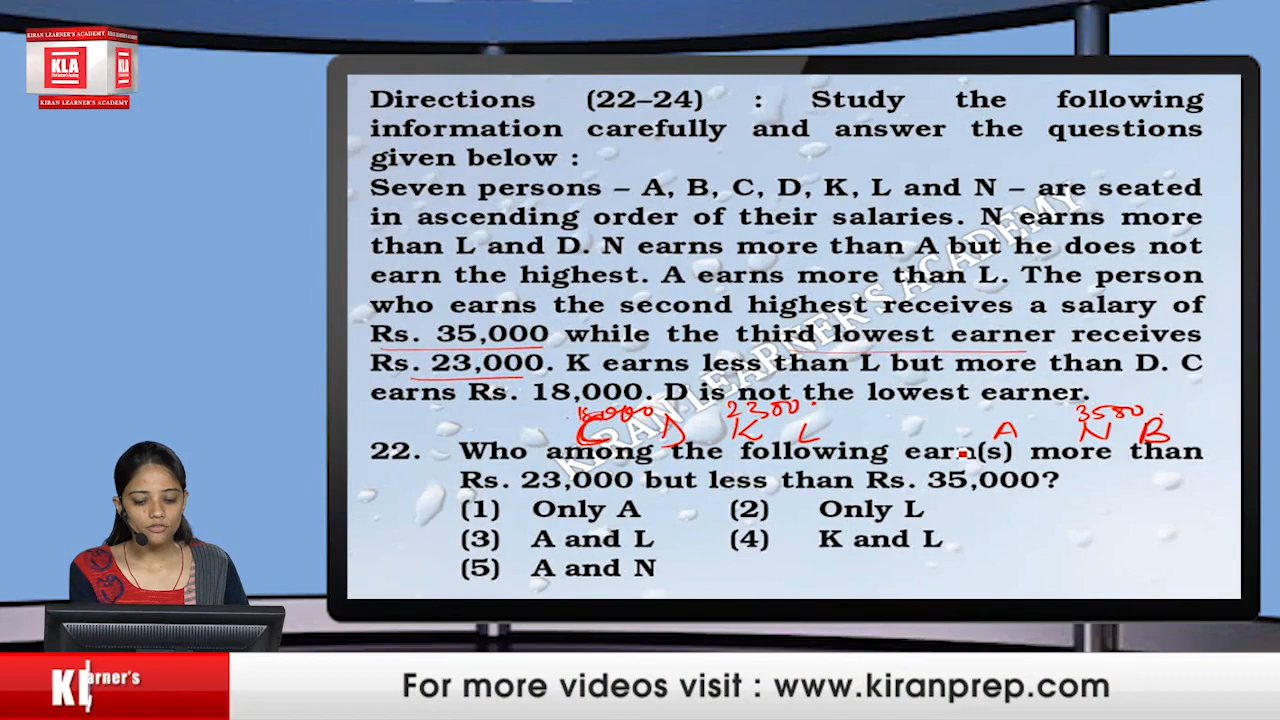 KIRAN LEARNER'S ACADEMY
KLA
KLA
KIRAN LEARNER'S ACADEMY
Directions (22–24) : Study the following
information carefully and answer the questions
given below :
Seven persons – A, B, C, D, K, L and N – are seated
in ascending order of their salaries. N earns more
than L and D. N earns more than A but he does not
earn the highest. A earns more than L. The person
who earns the second highest receives a salary of
Rs. 35,000 while the third lowest earner receives
Rs. 23,000. K earns less than L but more than D. C
earns Rs. 18,000. D is not the lowest earner.
C D K L A N B
22. Who among the following earn(s) more than
Rs. 23,000 but less than Rs. 35,000?
(1) Only A (2) Only L
(3) A and L (4) K and L
(5) A and N
KIRAN LEARNER'S ACADEMY
For more videos visit : www.kiranprep.com